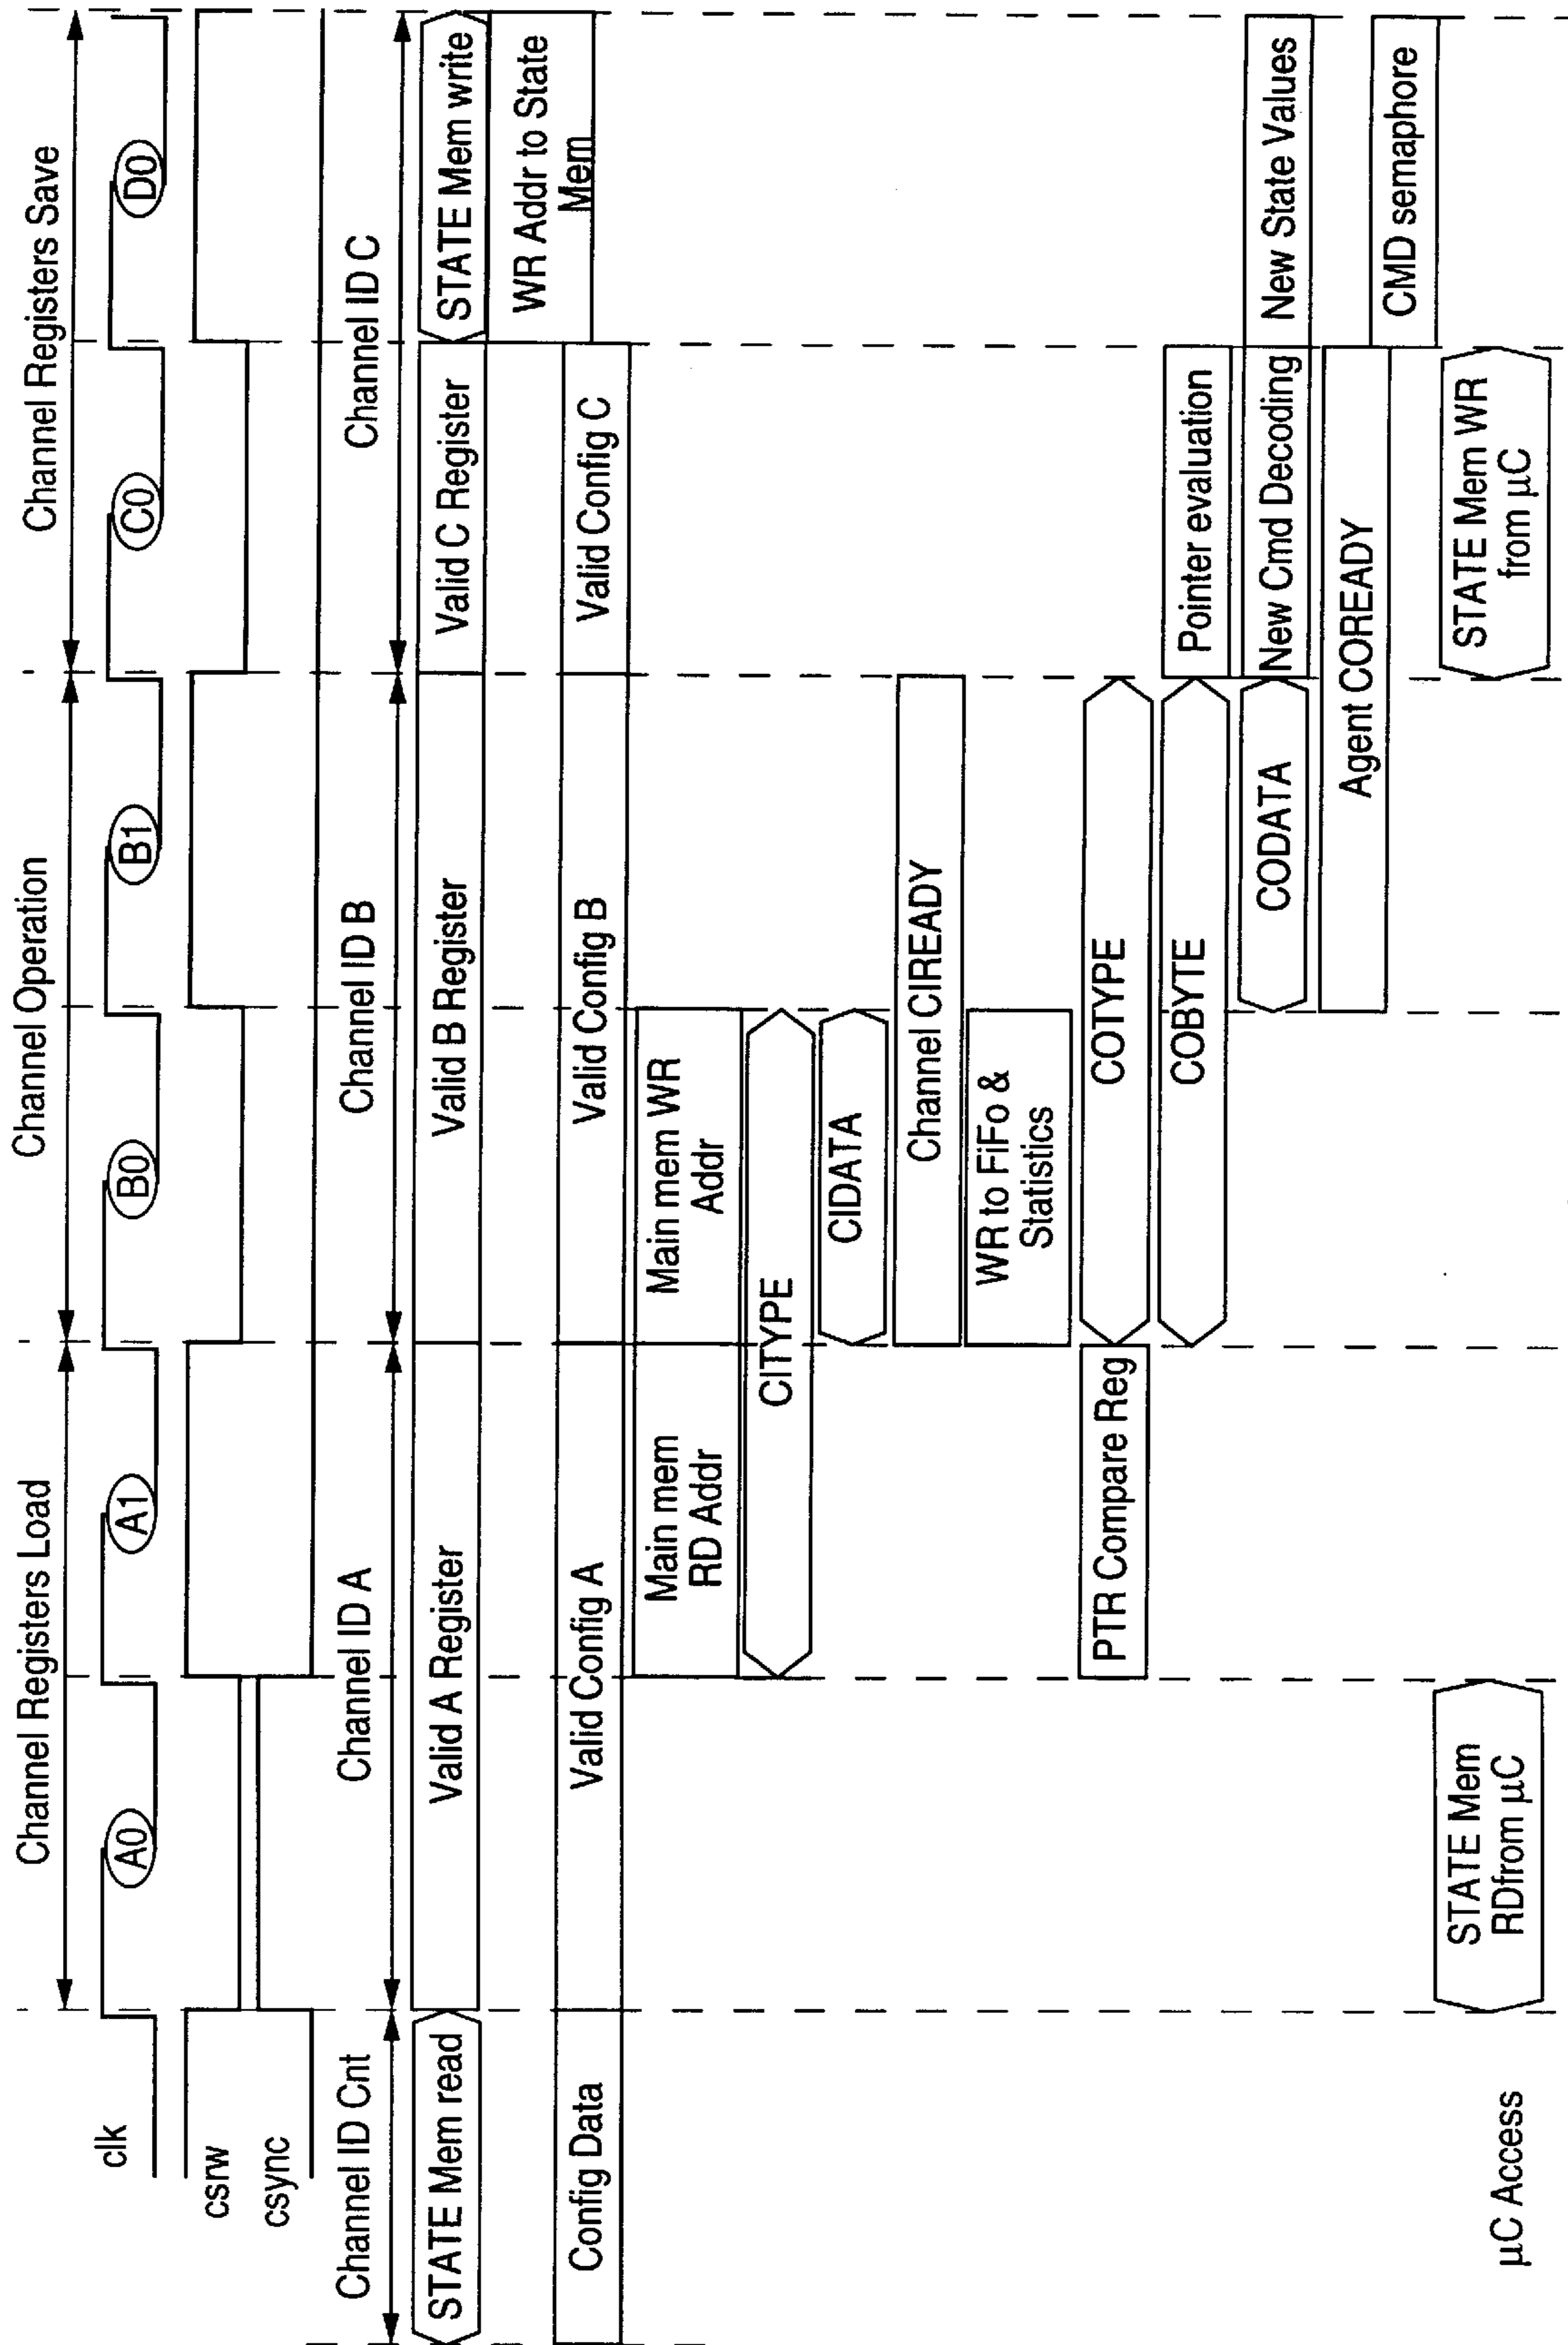 Channel Registers Load
Channel Operation
Channel Registers Save
clk
A0
A1
B0
B1
C0
D0
csrw
csync
Channel ID Cnt
Channel ID A
Channel ID B
Channel ID C
STATE Mem read
Valid A Register
Valid B Register
Valid C Register
STATE Mem write
WR Addr to State
Mem
Config Data
Valid Config A
Valid Config B
Valid Config C
Main mem
RD Addr
Main mem WR
Addr
CITYPE
CIDATA
Channel CIREADY
WR to FiFo &
Statistics
PTR Compare Reg
COTYPE
COBYTE
Pointer evaluation
CODATA
New Cmd Decoding
New State Values
Agent COREADY
CMD semaphore
µC Access
STATE Mem
RDfrom µC
STATE Mem WR
from µC